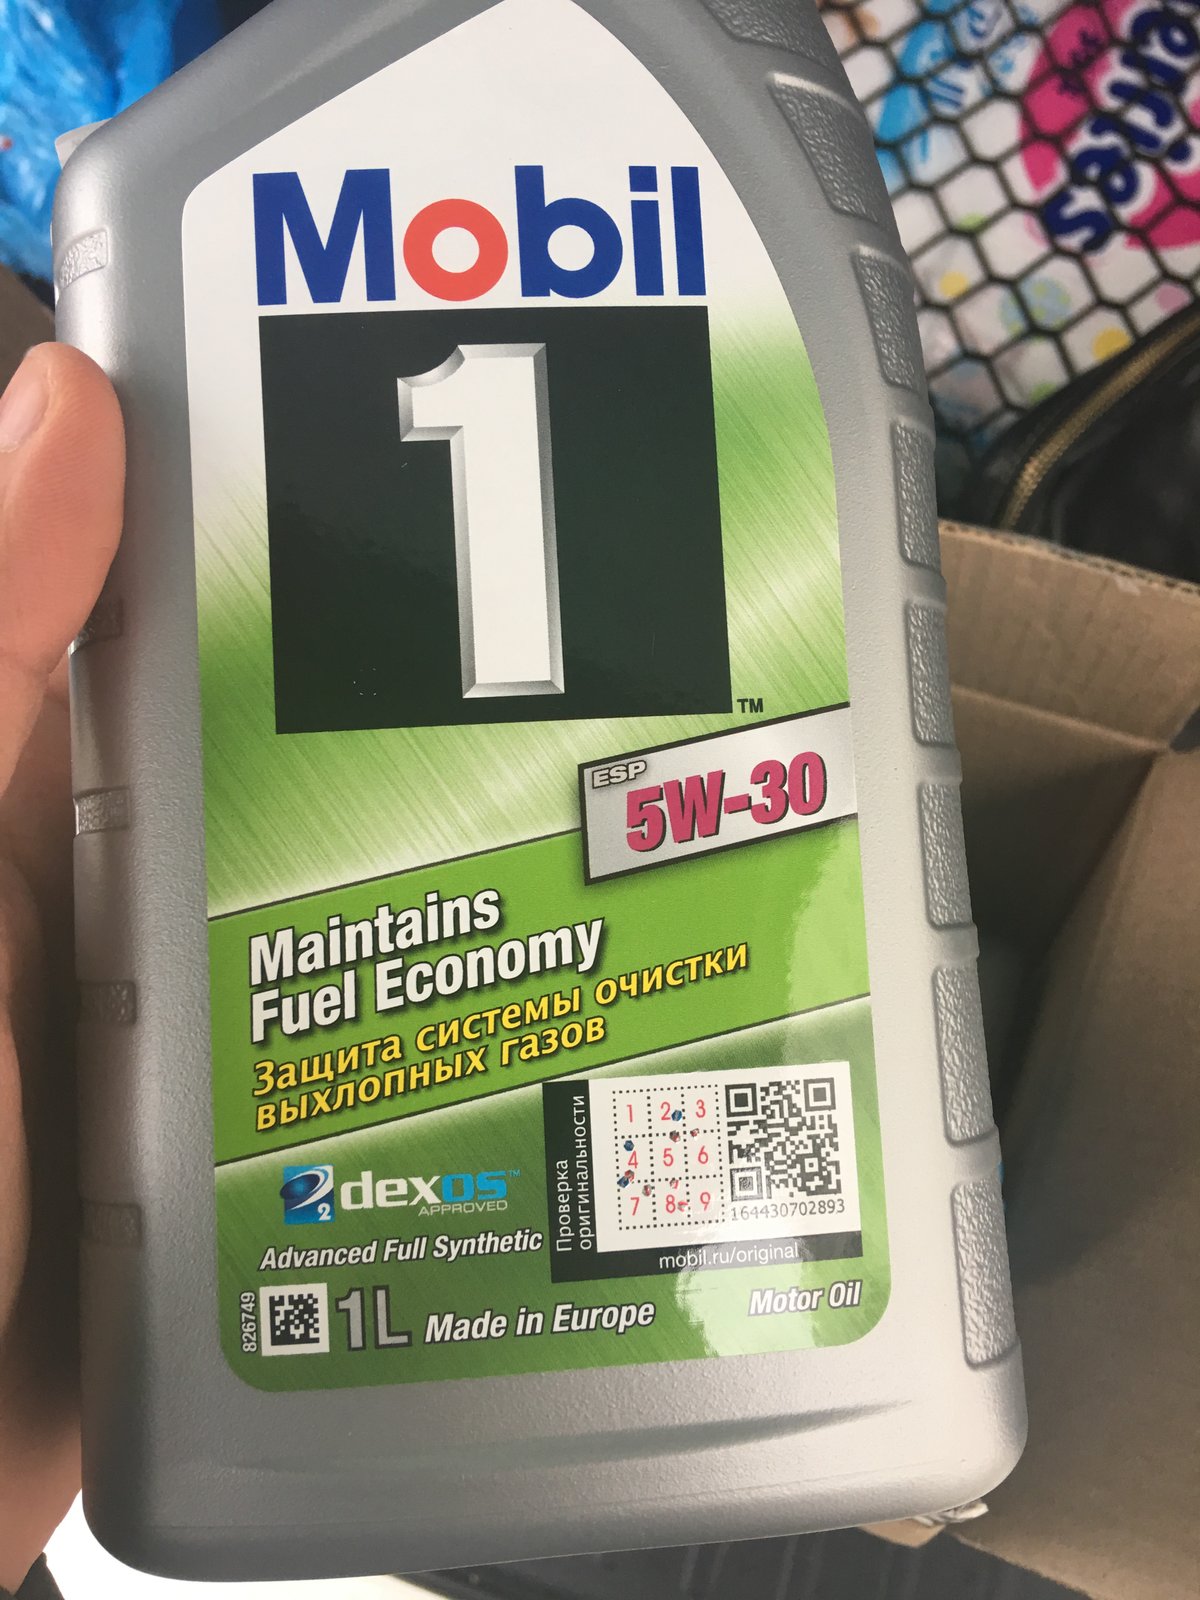 Mobil
1
TM
ESP
5W-30
Maintains
Fuel Economy
Защита системы очистки
выхлопных газов
2 dexos™
APPROVED
Advanced Full Synthetic
Проверка
оригинальности
1 2 3
4 5 6
7 8 9
164430702893
mobil.ru/original
826749
1L Made in Europe
Motor Oil